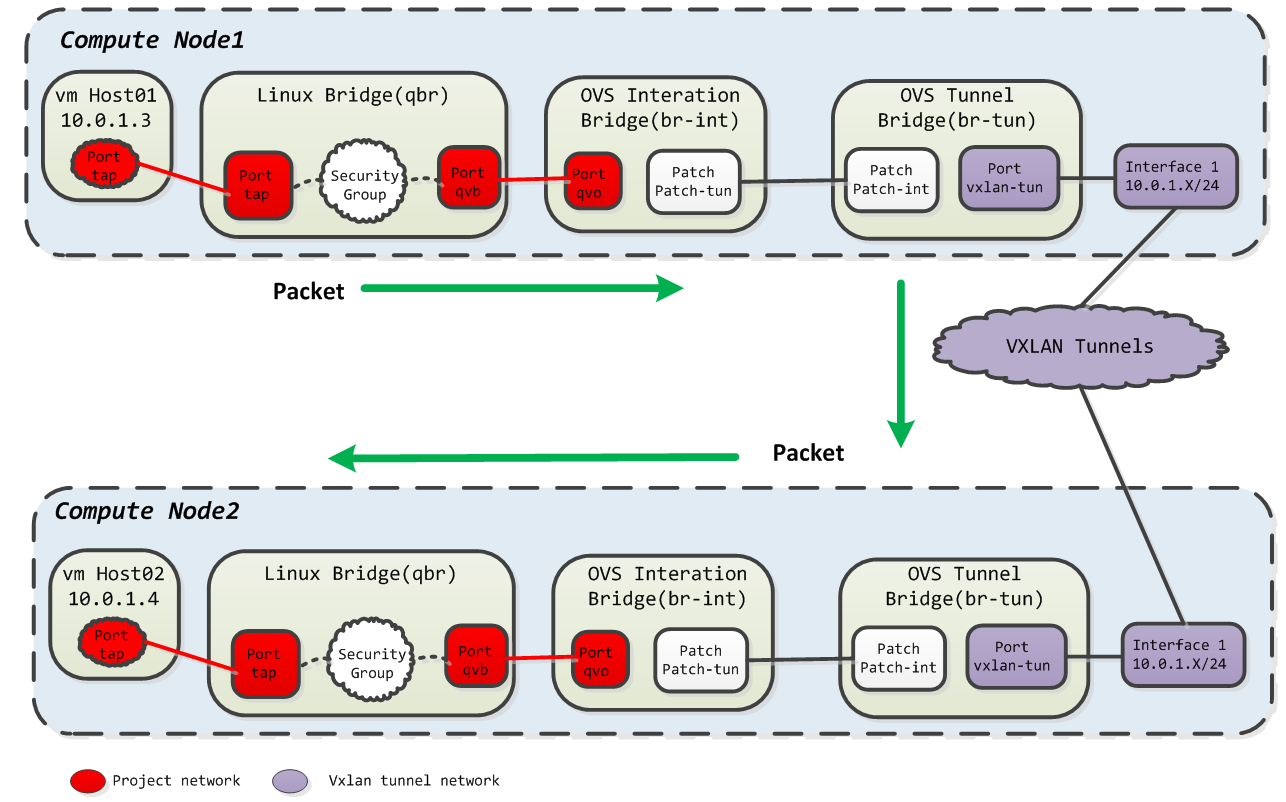 Compute Node1
vm Host01
10.0.1.3
Port
tap
Linux Bridge(qbr)
Port
tap
Security
Group
Port
qvb
OVS Interation
Bridge(br-int)
Port
qvo
Patch
Patch-tun
OVS Tunnel
Bridge(br-tun)
Patch
Patch-int
Port
vxlan-tun
Interface 1
10.0.1.X/24
Packet
VXLAN Tunnels
Packet
Compute Node2
vm Host02
10.0.1.4
Port
tap
Linux Bridge(qbr)
Port
tap
Security
Group
Port
qvb
OVS Interation
Bridge(br-int)
Port
qvo
Patch
Patch-tun
OVS Tunnel
Bridge(br-tun)
Patch
Patch-int
Port
vxlan-tun
Interface 1
10.0.1.X/24
Project network
Vxlan tunnel network